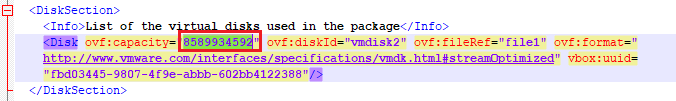 <DiskSection>
<Info>List of the virtual disks used in the package</Info>
<Disk ovf:capacity="8589934592" ovf:diskId="vmdisk2" ovf:fileRef="file1" ovf:format="
http://www.vmware.com/interfaces/specifications/vmdk.html#streamOptimized" vbox:uuid=
"fbd03445-9807-4f9e-abbb-602bb4122388"/>
</DiskSection>